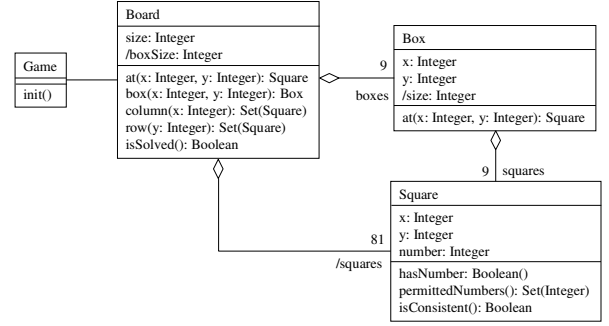 Game
init()
Board
size: Integer
/boxSize: Integer
at(x: Integer, y: Integer): Square
box(x: Integer, y: Integer): Box
column(x: Integer): Set(Square)
row(y: Integer): Set(Square)
isSolved(): Boolean
9
boxes
Box
x: Integer
y: Integer
/size: Integer
at(x: Integer, y: Integer): Square
9 squares
81
/squares
Square
x: Integer
y: Integer
number: Integer
hasNumber: Boolean()
permittedNumbers(): Set(Integer)
isConsistent(): Boolean